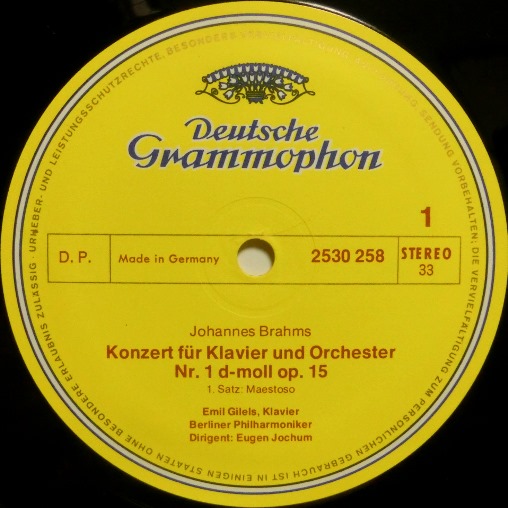 Deutsche
Grammophon
1
D. P.
Made in Germany
2530 258
STEREO
33
Johannes Brahms
Konzert für Klavier und Orchester
Nr. 1 d-moll op. 15
1. Satz: Maestoso
Emil Gilels, Klavier
Berliner Philharmoniker
Dirigent: Eugen Jochum
URHEBER- UND LEISTUNGSSCHUTZRECHTE, BESONDERS SENDUNG VORBEHALTEN; DIE VERVIELFÄLTIGUNG ZUM PERSÖNLICHEN GEBRAUCH IST IN EINIGEN STAATEN OHNE BESONDERE ERLAUBNIS ZULÄSSIG ·